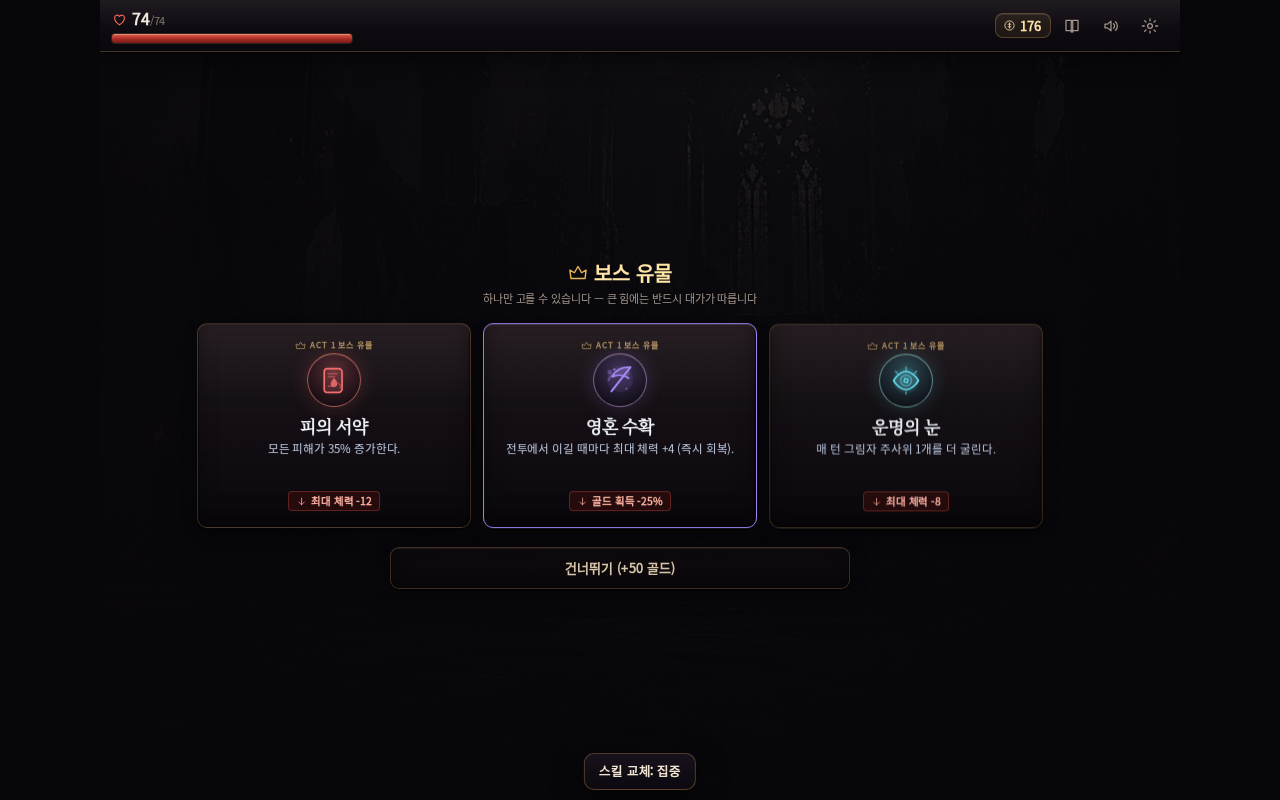 74/74
176
보스 유물
하나만 고를 수 있습니다 — 큰 힘에는 반드시 대가가 따릅니다
ACT 1 보스 유물
피의 서약
모든 피해가 35% 증가한다.
↓ 최대 체력 -12
ACT 1 보스 유물
영혼 수확
전투에서 이길 때마다 최대 체력 +4 (즉시 회복).
↓ 골드 획득 -25%
ACT 1 보스 유물
운명의 눈
매 턴 그림자 주사위 1개를 더 굴린다.
↓ 최대 체력 -8
건너뛰기 (+50 골드)
스킬 교체: 집중